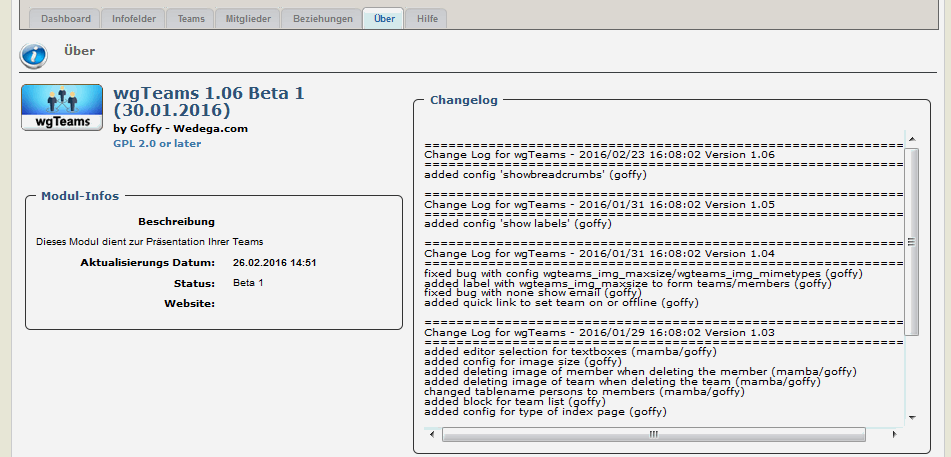 Dashboard
Infofelder
Teams
Mitglieder
Beziehungen
Über
Hilfe
Über
wgTeams
wgTeams 1.06 Beta 1
(30.01.2016)
by Goffy - Wedega.com
GPL 2.0 or later
Modul-Infos
Beschreibung
Dieses Modul dient zur Präsentation Ihrer Teams
Aktualisierungs Datum: 26.02.2016 14:51
Status: Beta 1
Website:
Changelog
==================================================
Change Log for wgTeams - 2016/02/23 16:08:02 Version 1.06
==================================================
added config 'showbreadcrumbs' (goffy)
==================================================
Change Log for wgTeams - 2016/01/31 16:08:02 Version 1.05
==================================================
added config 'show labels' (goffy)
==================================================
Change Log for wgTeams - 2016/01/31 16:08:02 Version 1.04
==================================================
fixed bug with config wgteams_img_maxsize/wgteams_img_mimetypes (goffy)
added label with wgteams_img_maxsize to form teams/members (goffy)
fixed bug with none show email (goffy)
added quick link to set team on or offline (goffy)
==================================================
Change Log for wgTeams - 2016/01/29 16:08:02 Version 1.03
==================================================
added editor selection for textboxes (mamba/goffy)
added config for image size (goffy)
added deleting image of member when deleting the member (mamba/goffy)
added deleting image of team when deleting the team (mamba/goffy)
changed tablename persons to members (mamba/goffy)
added block for team list (goffy)
added config for type of index page (goffy)